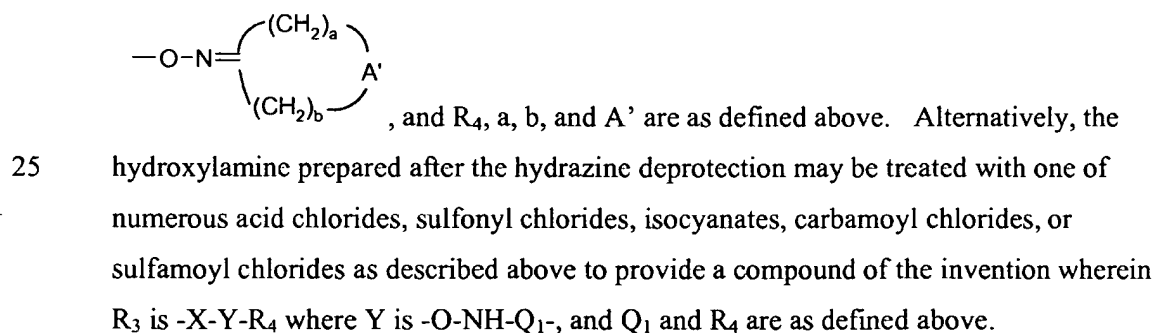 (CH2)a
—O-N=
A'
(CH2)b , and R4, a, b, and A’ are as defined above. Alternatively, the
25 hydroxylamine prepared after the hydrazine deprotection may be treated with one of
numerous acid chlorides, sulfonyl chlorides, isocyanates, carbamoyl chlorides, or
sulfamoyl chlorides as described above to provide a compound of the invention wherein
R3 is -X-Y-R4 where Y is -O-NH-Q1-, and Q1 and R4 are as defined above.